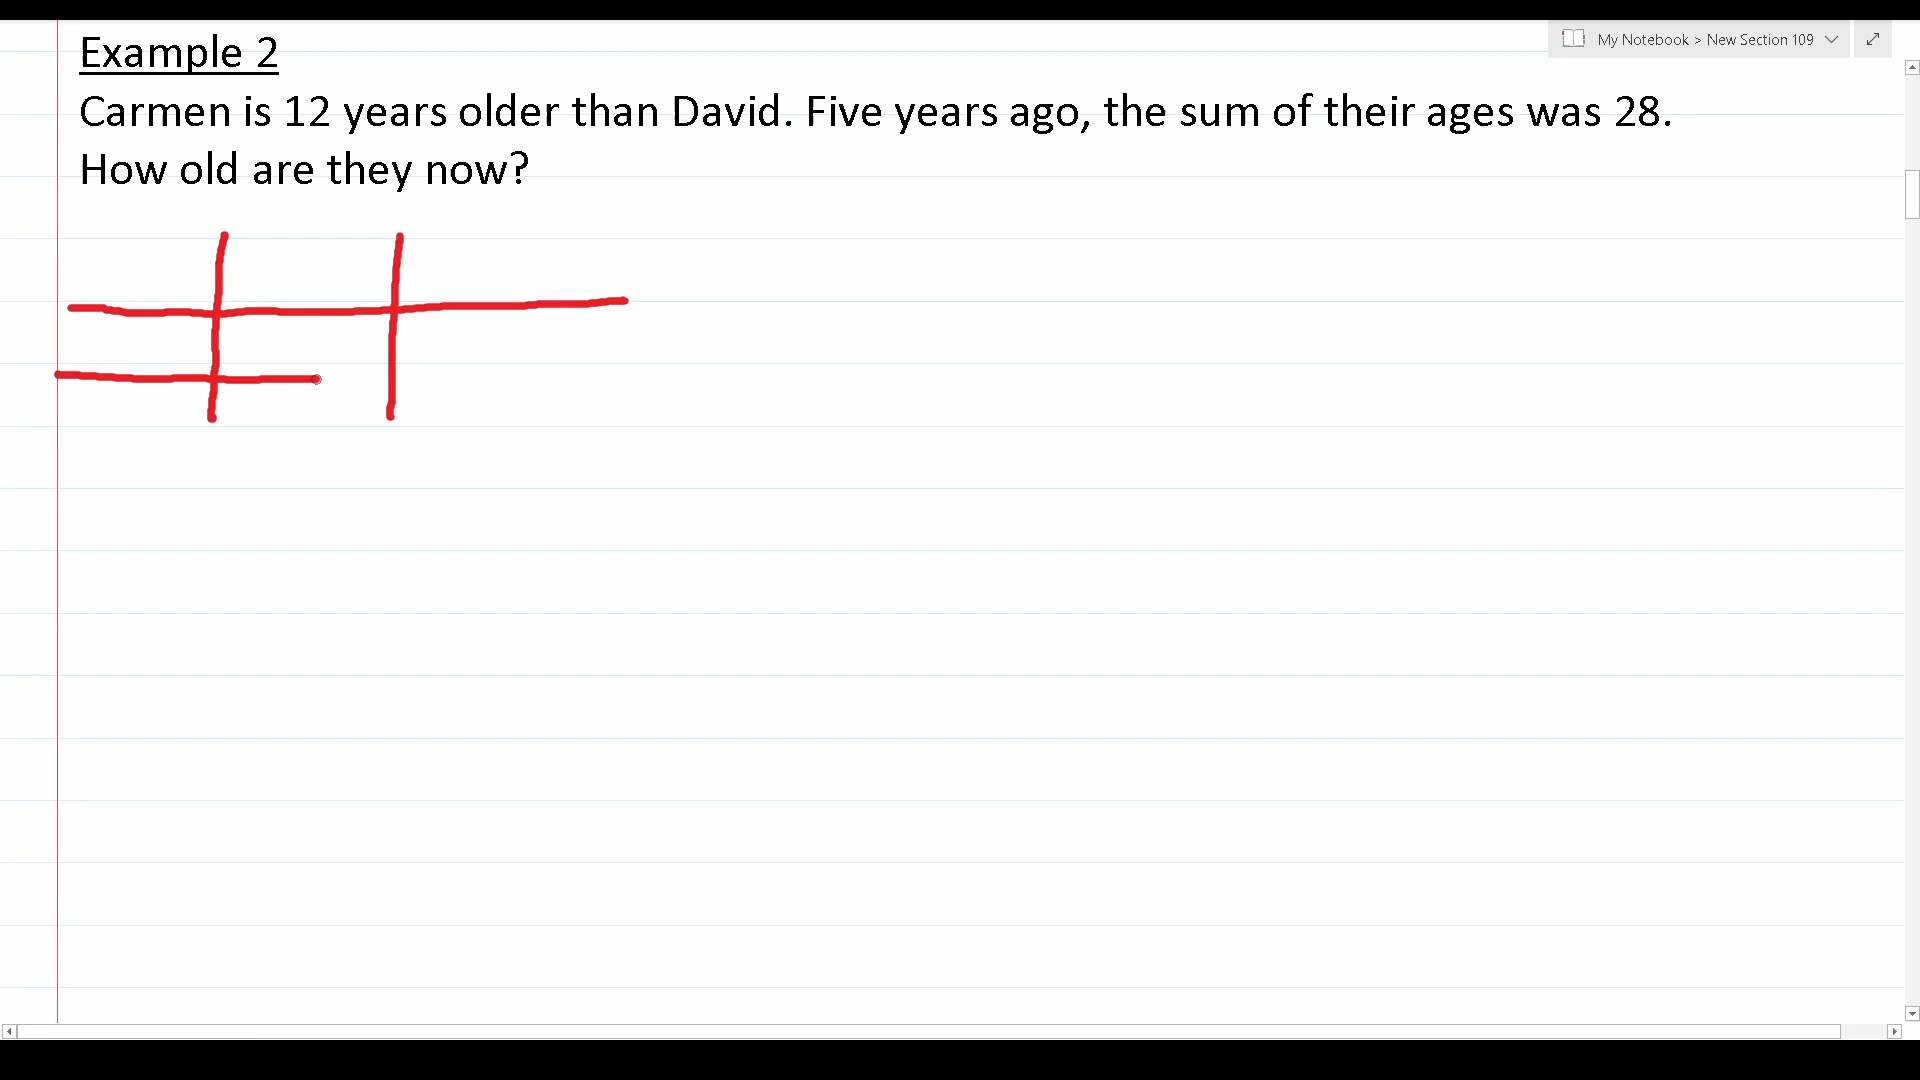 Example 2
My Notebook > New Section 109
Carmen is 12 years older than David. Five years ago, the sum of their ages was 28.
How old are they now?